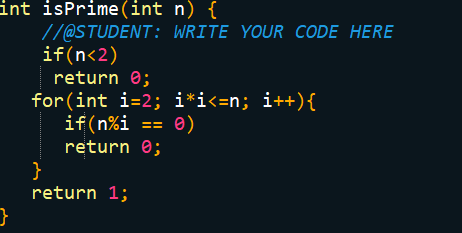 int isPrime(int n) {
    //@STUDENT: WRITE YOUR CODE HERE
    if(n<2)
     return 0;
   for(int i=2; i*i<=n; i++){
      if(n%i == 0)
      return 0;
   }
   return 1;
}